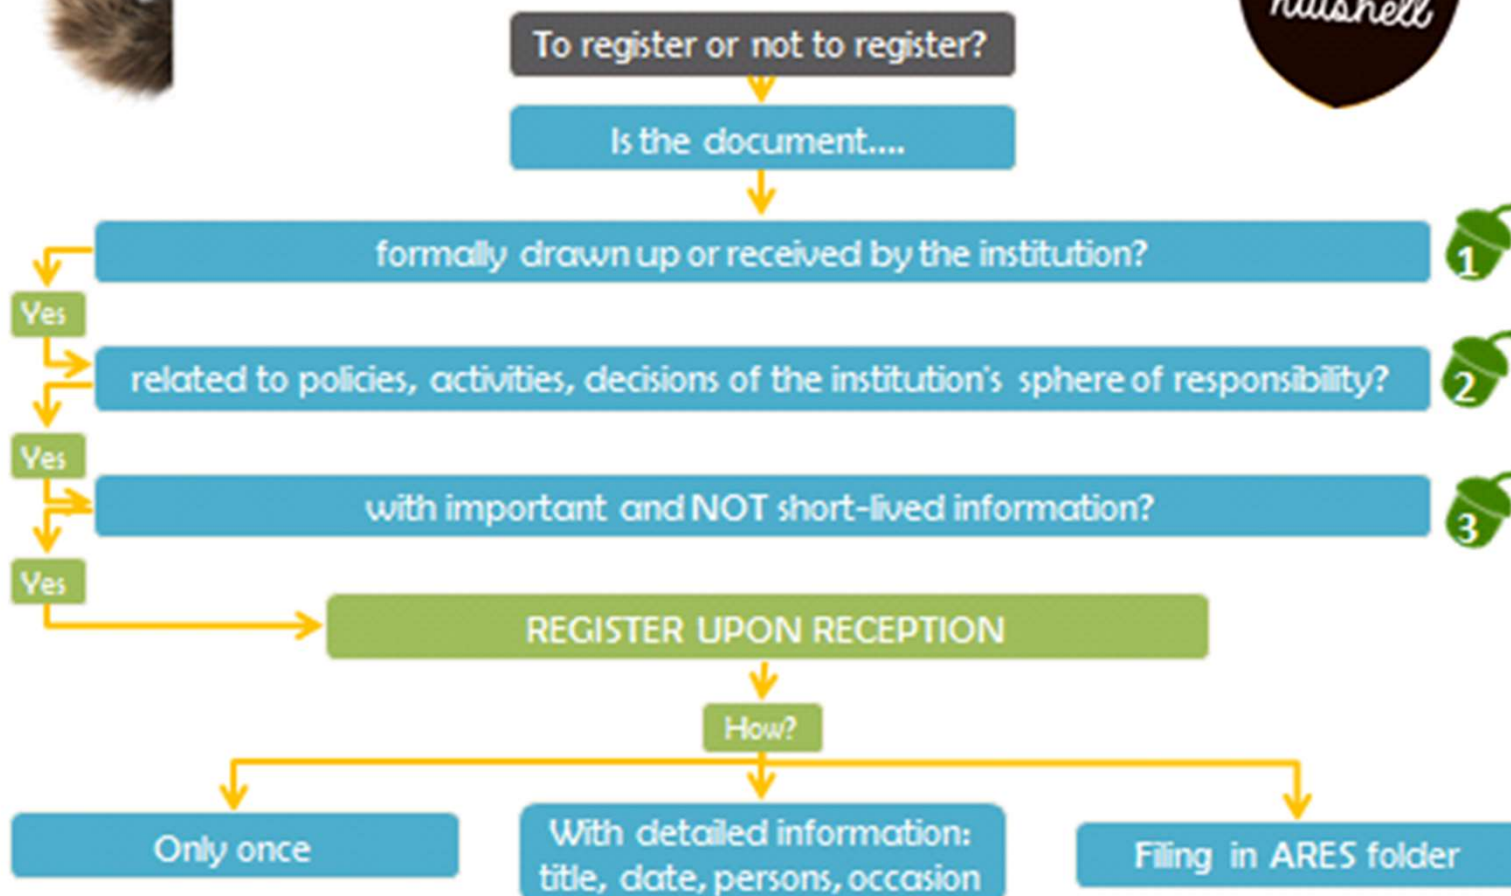 nutshell
To register or not to register?
Is the document....
formally drawn up or received by the institution?
1
Yes
related to policies, activities, decisions of the institution's sphere of responsibility?
2
Yes
with important and NOT short-lived information?
3
Yes
REGISTER UPON RECEPTION
How?
Only once
With detailed information:
title, date, persons, occasion
Filing in ARES folder